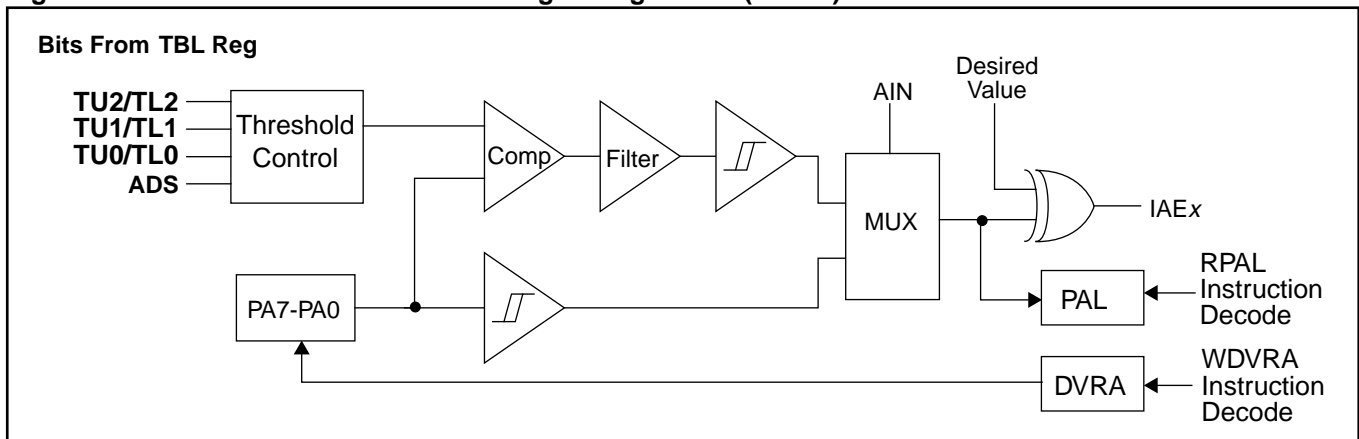 Bits From TBL Reg
TU2/TL2
TU1/TL1
TU0/TL0
ADS
Threshold
Control
Comp
Filter
AIN
MUX
Desired
Value
IAEx
PA7-PA0
PAL
RPAL
Instruction
Decode
DVRA
WDVRA
Instruction
Decode